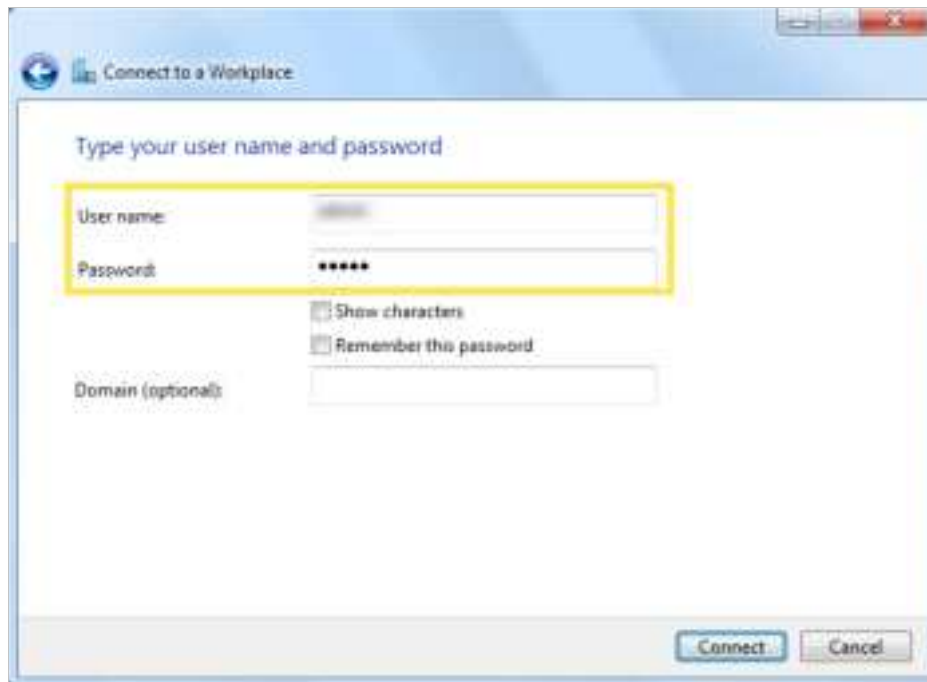 Connect to a Workplace
Type your user name and password
User name:
Password:
Show characters
Remember this password
Domain (optional):
Connect
Cancel